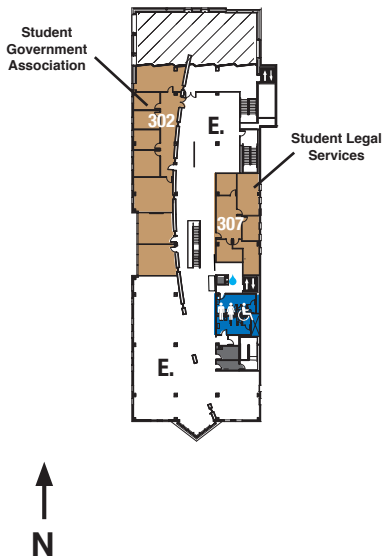 Student
Government
Association
302
E.
Student Legal
Services
307
E.
N